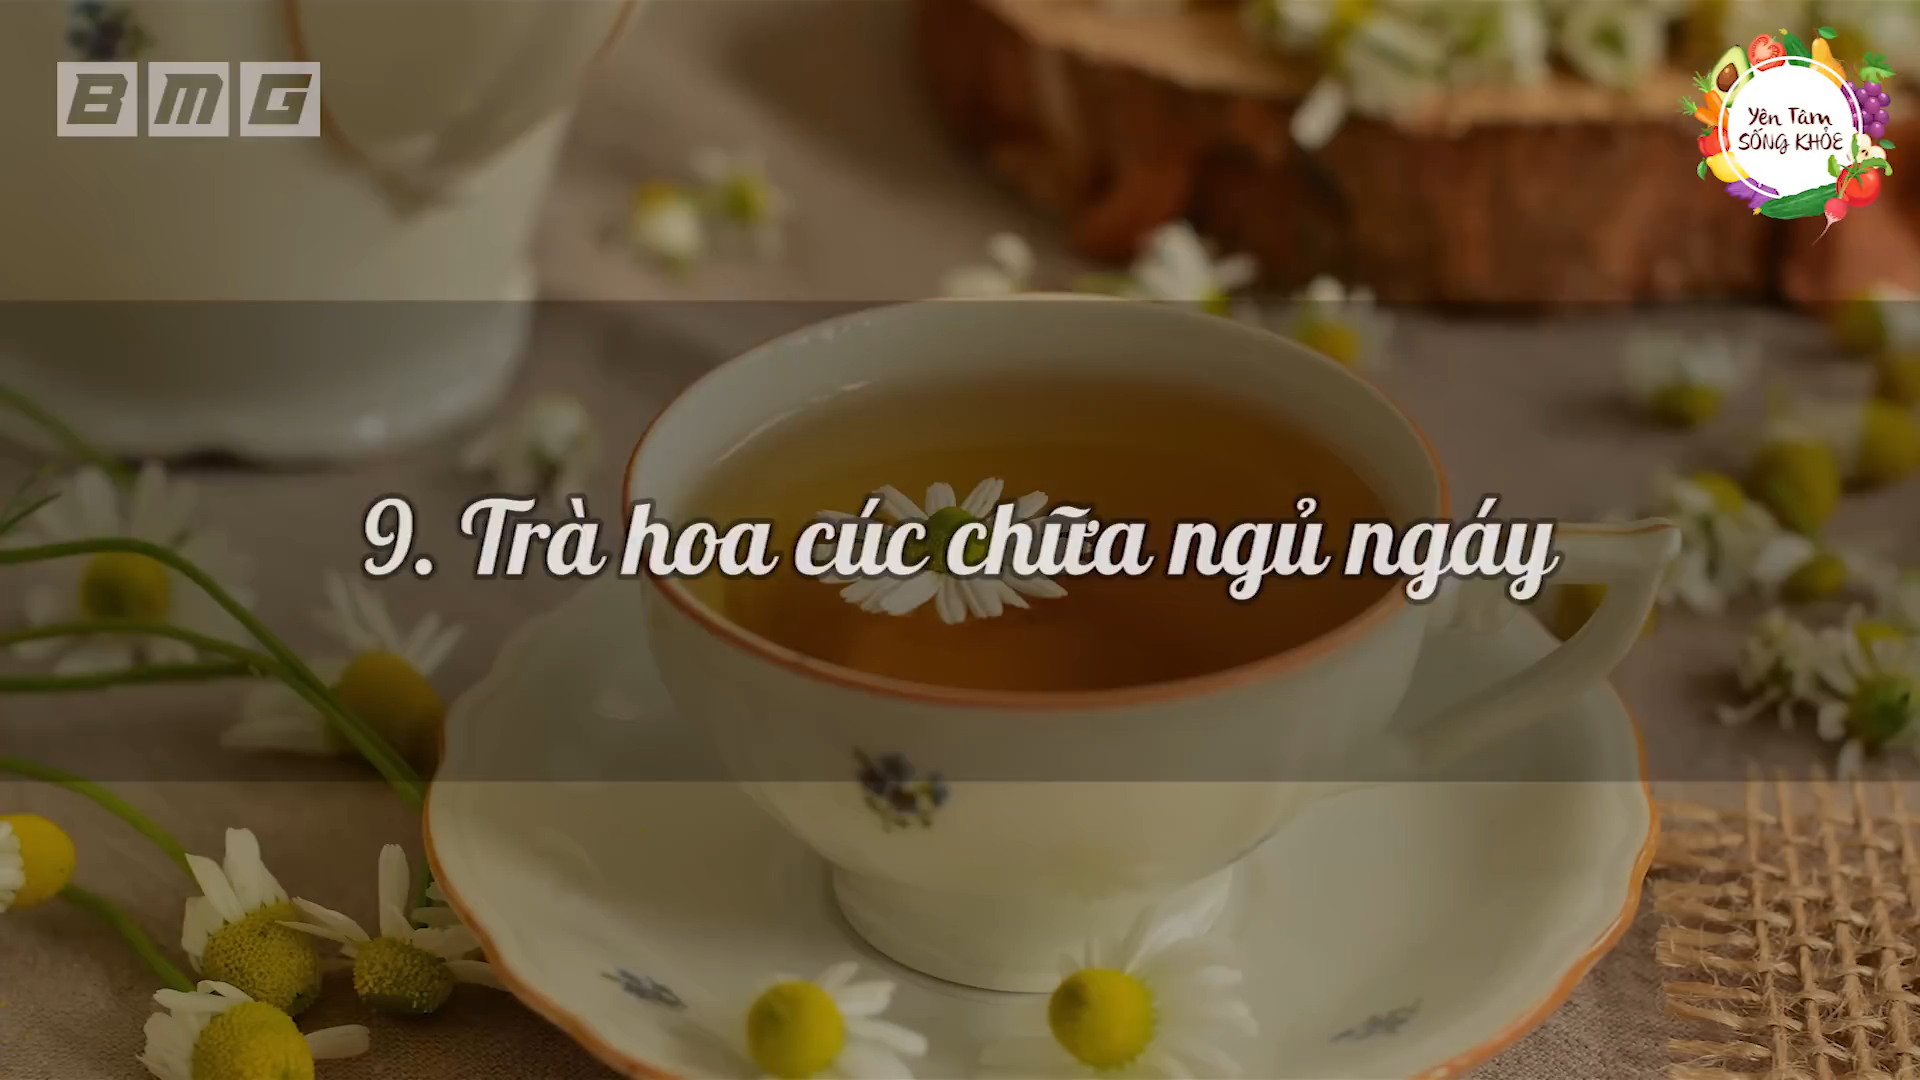 BMG
Yên Tâm
SỐNG KHỎE
9. Trà hoa cúc chữa ngủ ngáy